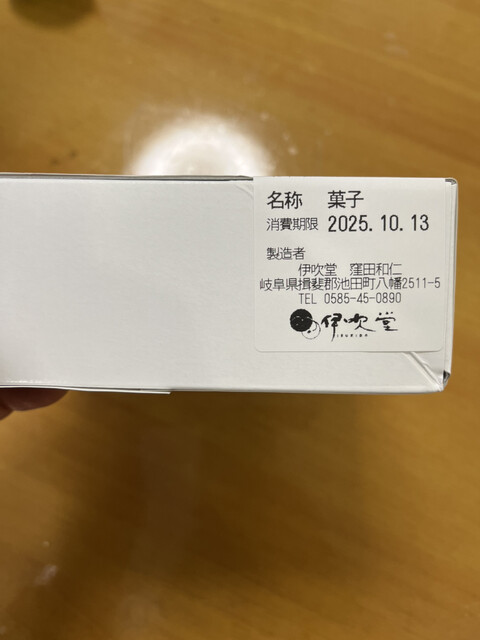 名称 菓子
消費期限 2025.10.13
製造者
伊吹堂 窪田和仁
岐阜県揖斐郡池田町八幡2511-5
TEL 0585-45-0890
伊吹堂